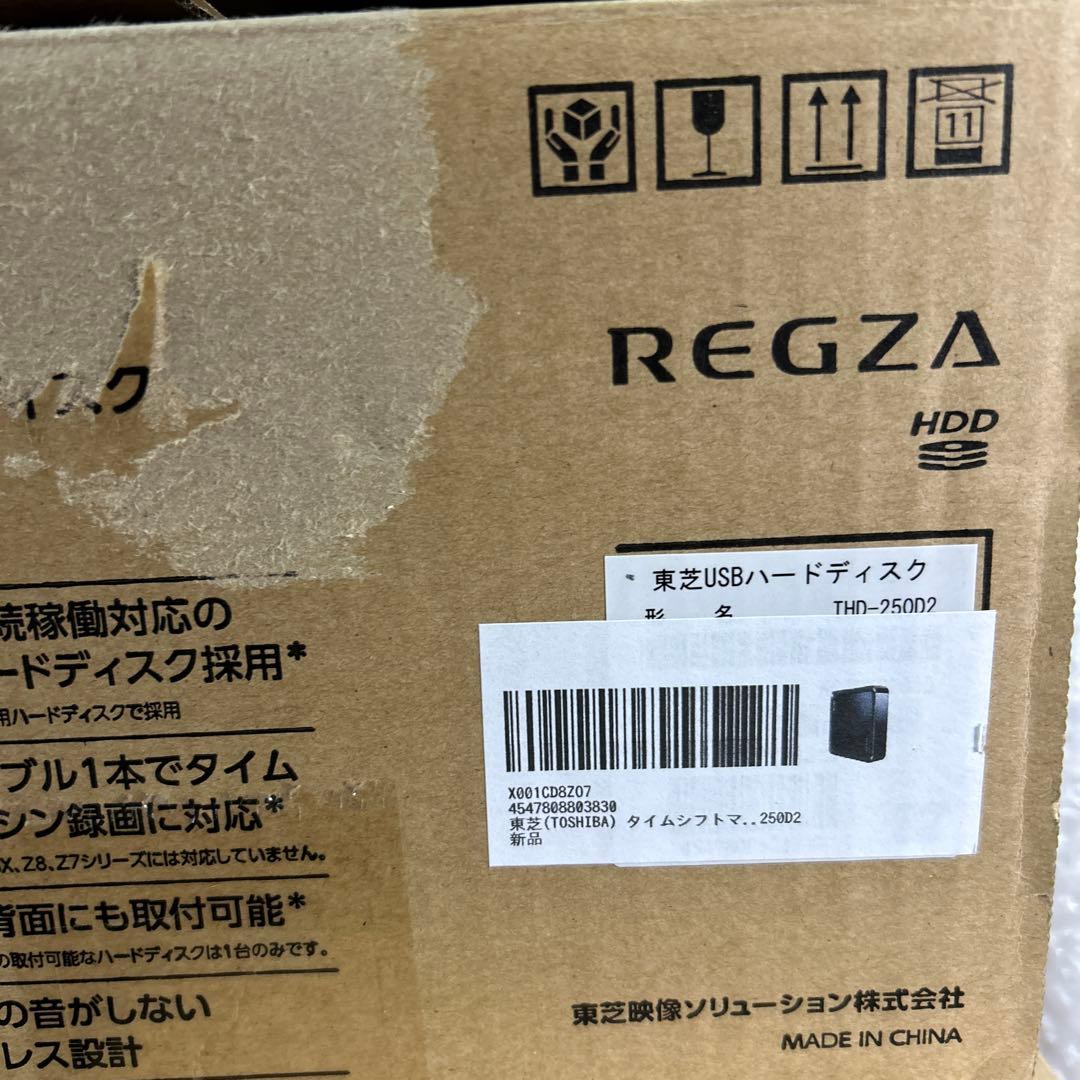 11
REGZA
HDD
ィスク
東芝USBハードディスク
形 名 THD-250D2
X001CD8Z07
4547808803830
東芝(TOSHIBA) タイムシフトマ..250D2
新品
続稼働対応の
ードディスク採用*
用ハードディスクで採用
ブル1本でタイム
シン録画に対応*
X、Z8、Z7シリーズには対応していません。
背面にも取付可能*
の取付可能なハードディスクは1台のみです。
の音がしない
レス設計
東芝映像ソリューション株式会社
MADE IN CHINA